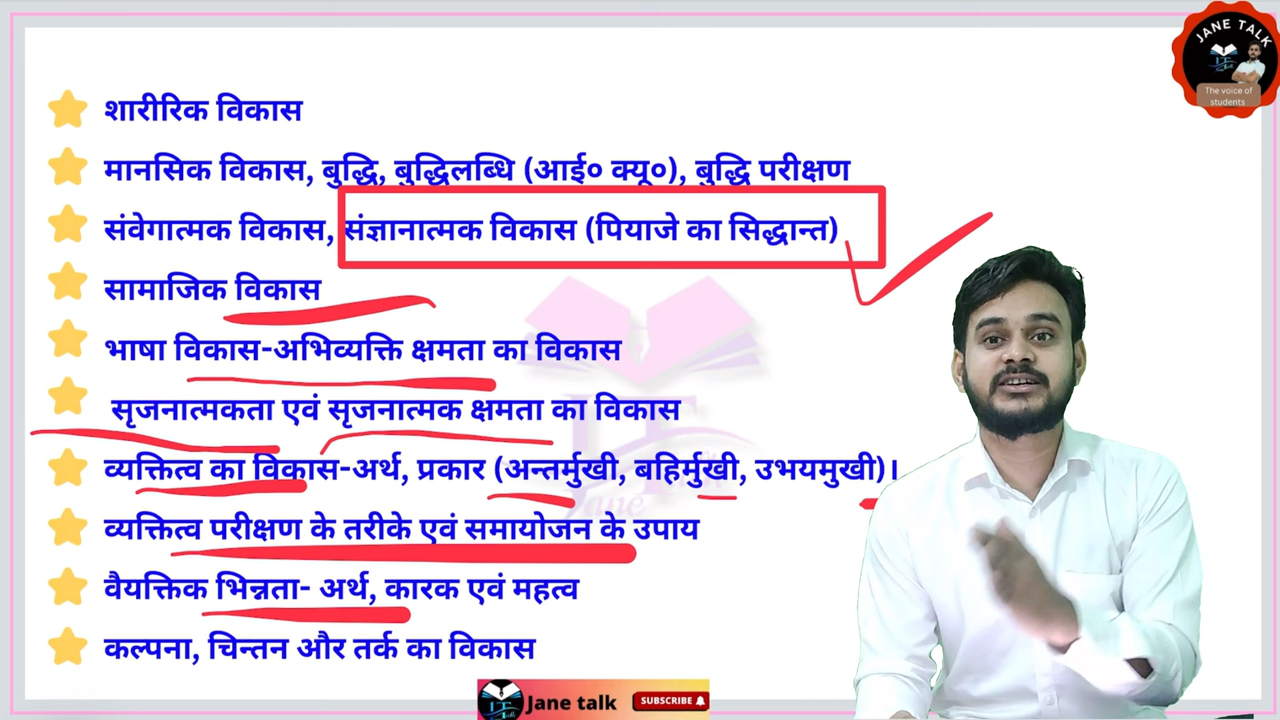 JANE TALK
The voice of
students
शारीरिक विकास
मानसिक विकास, बुद्धि, बुद्धिलब्धि (आई० क्यू०), बुद्धि परीक्षण
संवेगात्मक विकास, संज्ञानात्मक विकास (पियाजे का सिद्धान्त)
सामाजिक विकास
भाषा विकास-अभिव्यक्ति क्षमता का विकास
सृजनात्मकता एवं सृजनात्मक क्षमता का विकास
व्यक्तित्व का विकास-अर्थ, प्रकार (अन्तर्मुखी, बहिर्मुखी, उभयमुखी)।
व्यक्तित्व परीक्षण के तरीके एवं समायोजन के उपाय
वैयक्तिक भिन्नता- अर्थ, कारक एवं महत्व
कल्पना, चिन्तन और तर्क का विकास
Jane talk
SUBSCRIBE